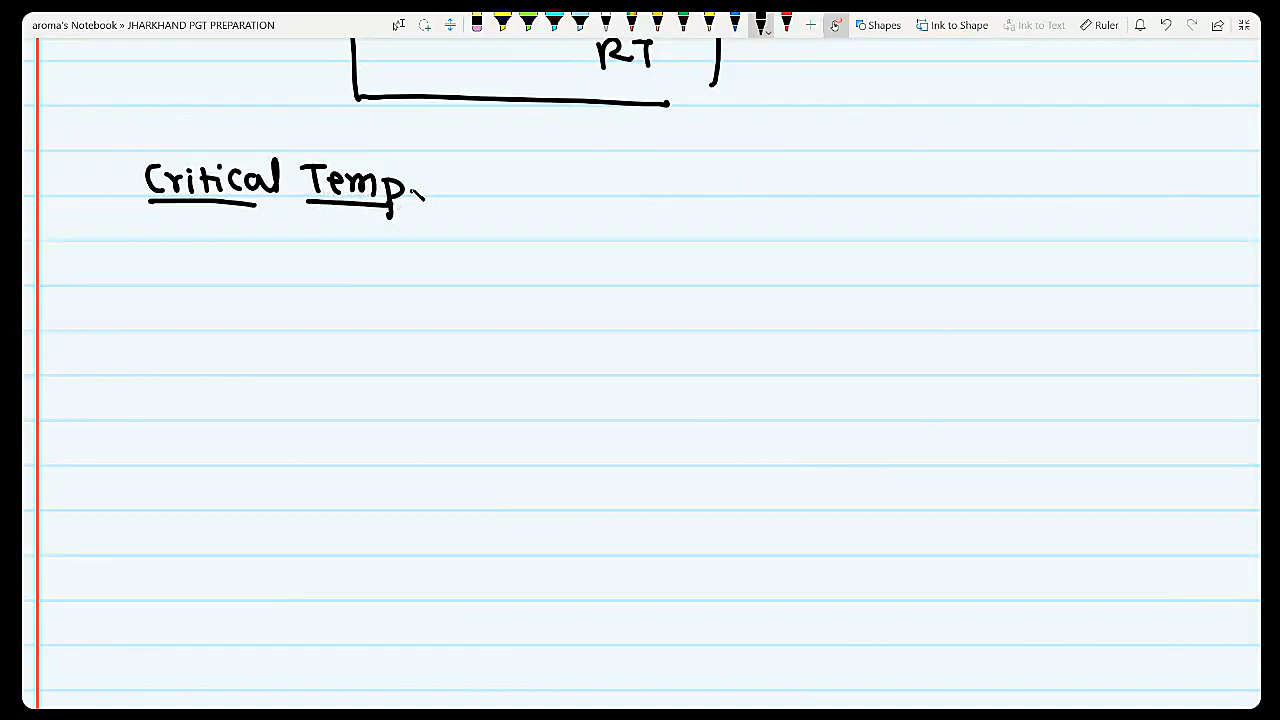 aroma's Notebook » JHARKHAND PGT PREPARATION
Shapes
Ink to Shape
Ink to Text
Ruler
RT
Critical Temp.